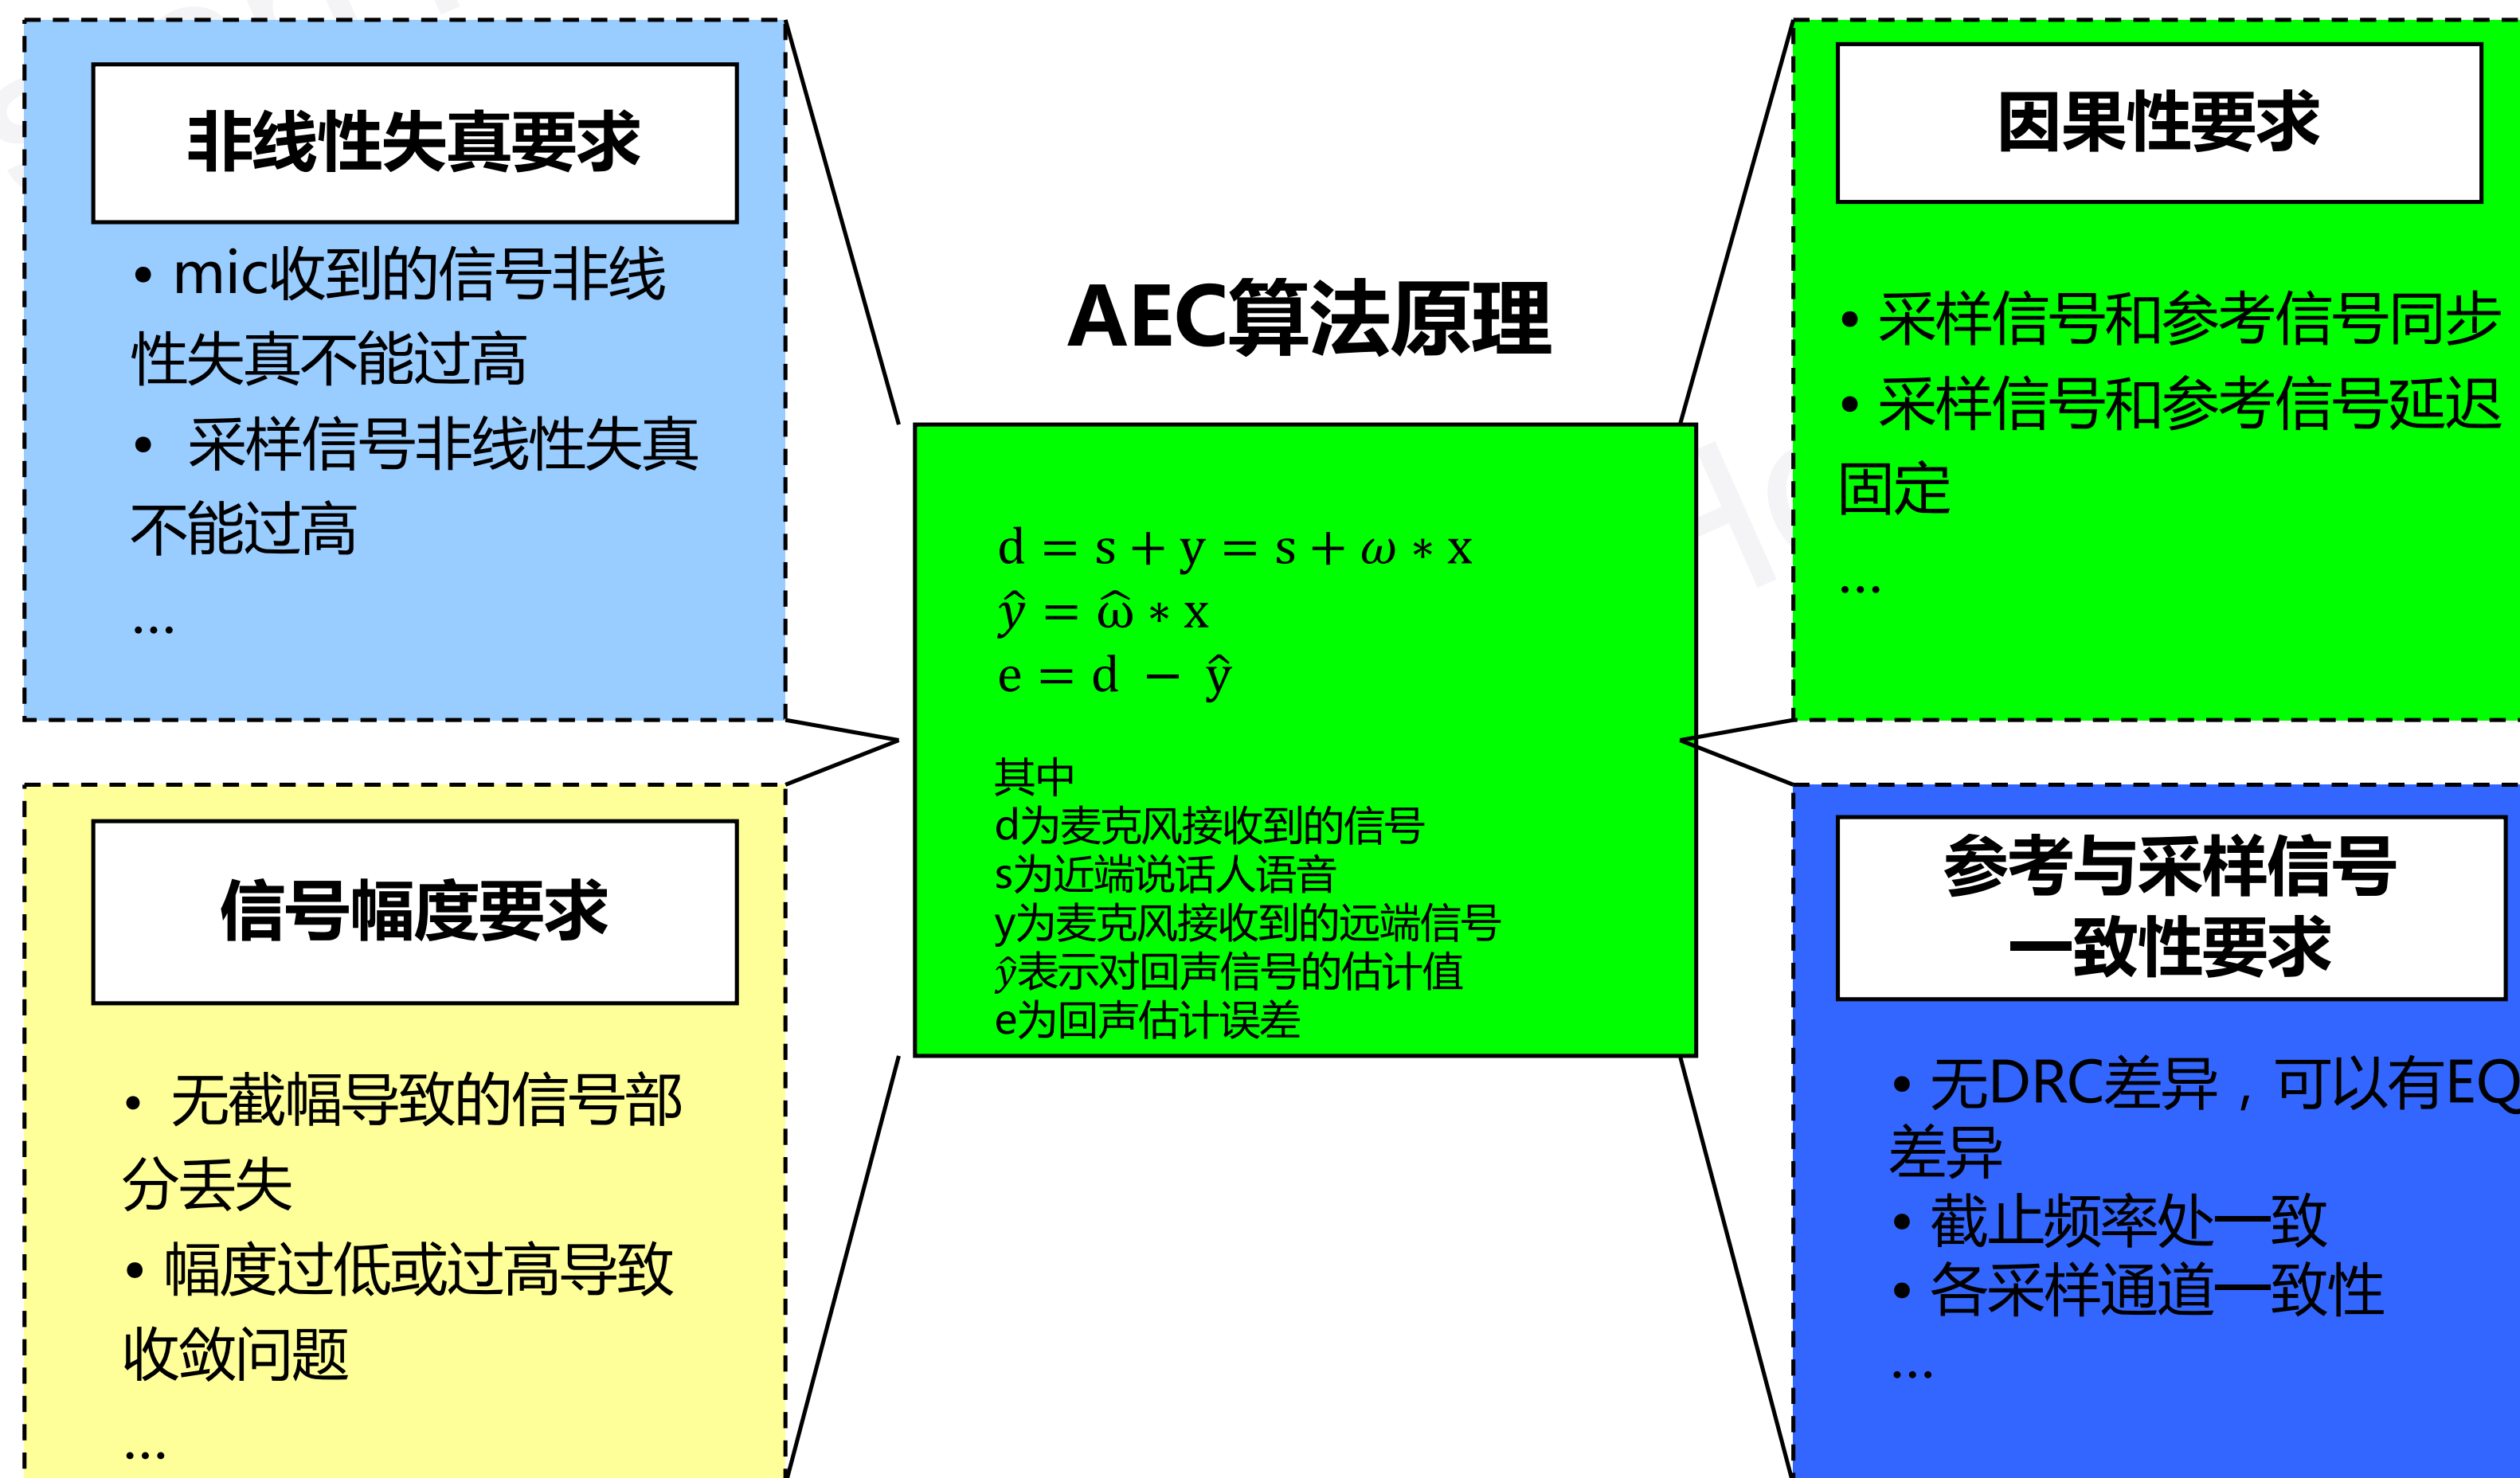 非线性失真要求
• mic收到的信号非线
性失真不能过高
• 采样信号非线性失真
不能过高
...
信号幅度要求
• 无截幅导致的信号部
分丢失
• 幅度过低或过高导致
收敛问题
...
AEC算法原理
d = s + y = s + ω ∗ x
ŷ = ω̂ ∗ x
e = d − ŷ
其中
d为麦克风接收到的信号
s为近端说话人语音
y为麦克风接收到的远端信号
ŷ表示对回声信号的估计值
e为回声估计误差
因果性要求
• 采样信号和参考信号同步
• 采样信号和参考信号延迟
固定
...
参考与采样信号
一致性要求
• 无DRC差异，可以有EQ
差异
• 截止频率处一致
• 各采样通道一致性
...